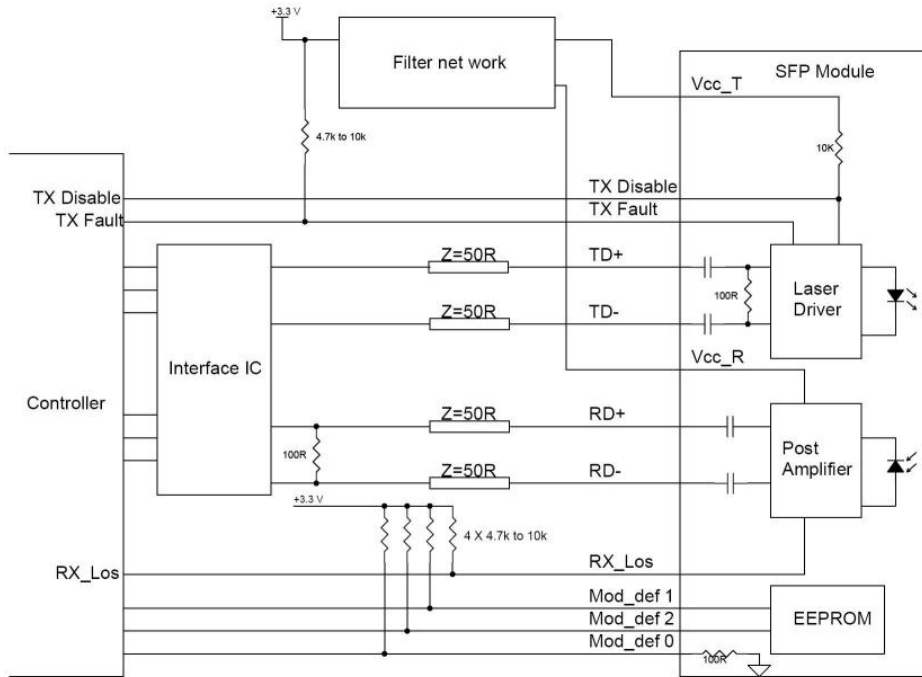 +3.3 V
Filter net work
SFP Module
Vcc_T
4.7k to 10k
10K
TX Disable
TX Disable
TX Fault
TX Fault
Z=50R
TD+
Laser
Driver
100R
Z=50R
TD-
Interface IC
Vcc_R
Controller
Z=50R
RD+
Post
Amplifier
100R
Z=50R
RD-
+3.3 V
4 X 4.7k to 10k
RX_Los
RX_Los
Mod_def 1
EEPROM
Mod_def 2
Mod_def 0
100R